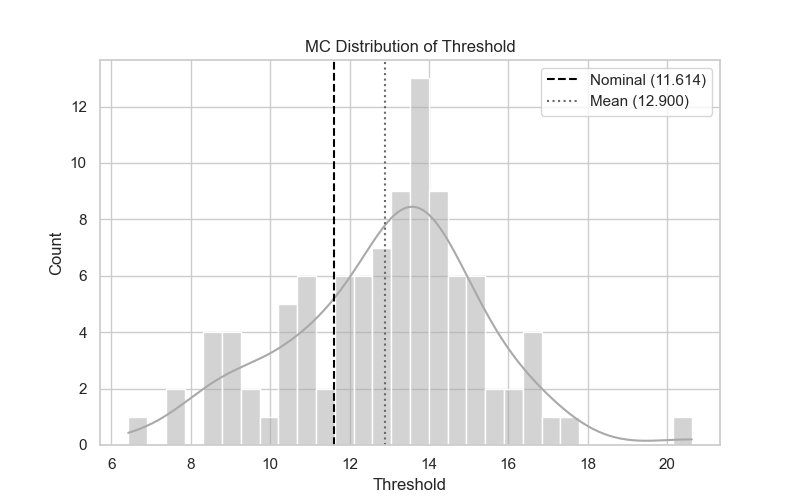 MC Distribution of Threshold
Nominal (11.614)
Mean (12.900)
Count
12
10
8
6
4
2
0
6 8 10 12 14 16 18 20
Threshold